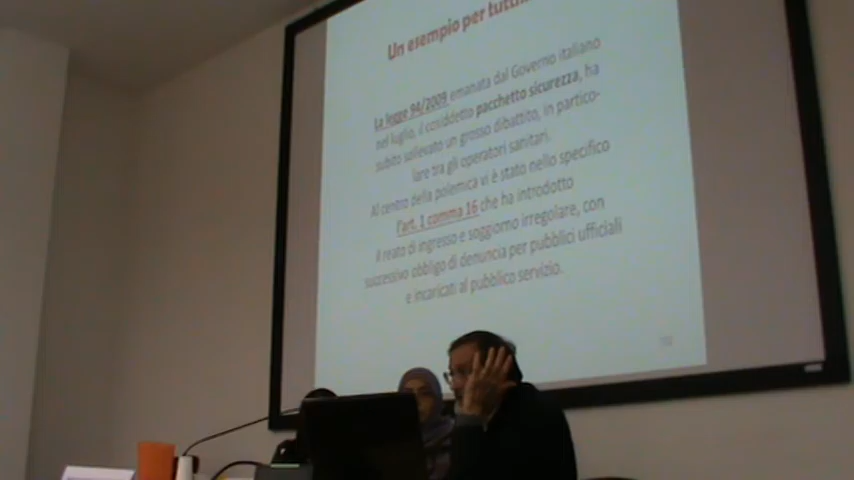 Un esempio per tutti
La legge 94/2009 emanata dal Governo italiano
nel luglio, il cosiddetto pacchetto sicurezza, ha
subito sollevato un grosso dibattito, in partico-
lare tra gli operatori sanitari.
Al centro della polemica vi è stato nello specifico
l'art. 1 comma 16 che ha introdotto
il reato di ingresso e soggiorno irregolare, con
successivo obbligo di denuncia per pubblici ufficiali
e incaricati al pubblico servizio.